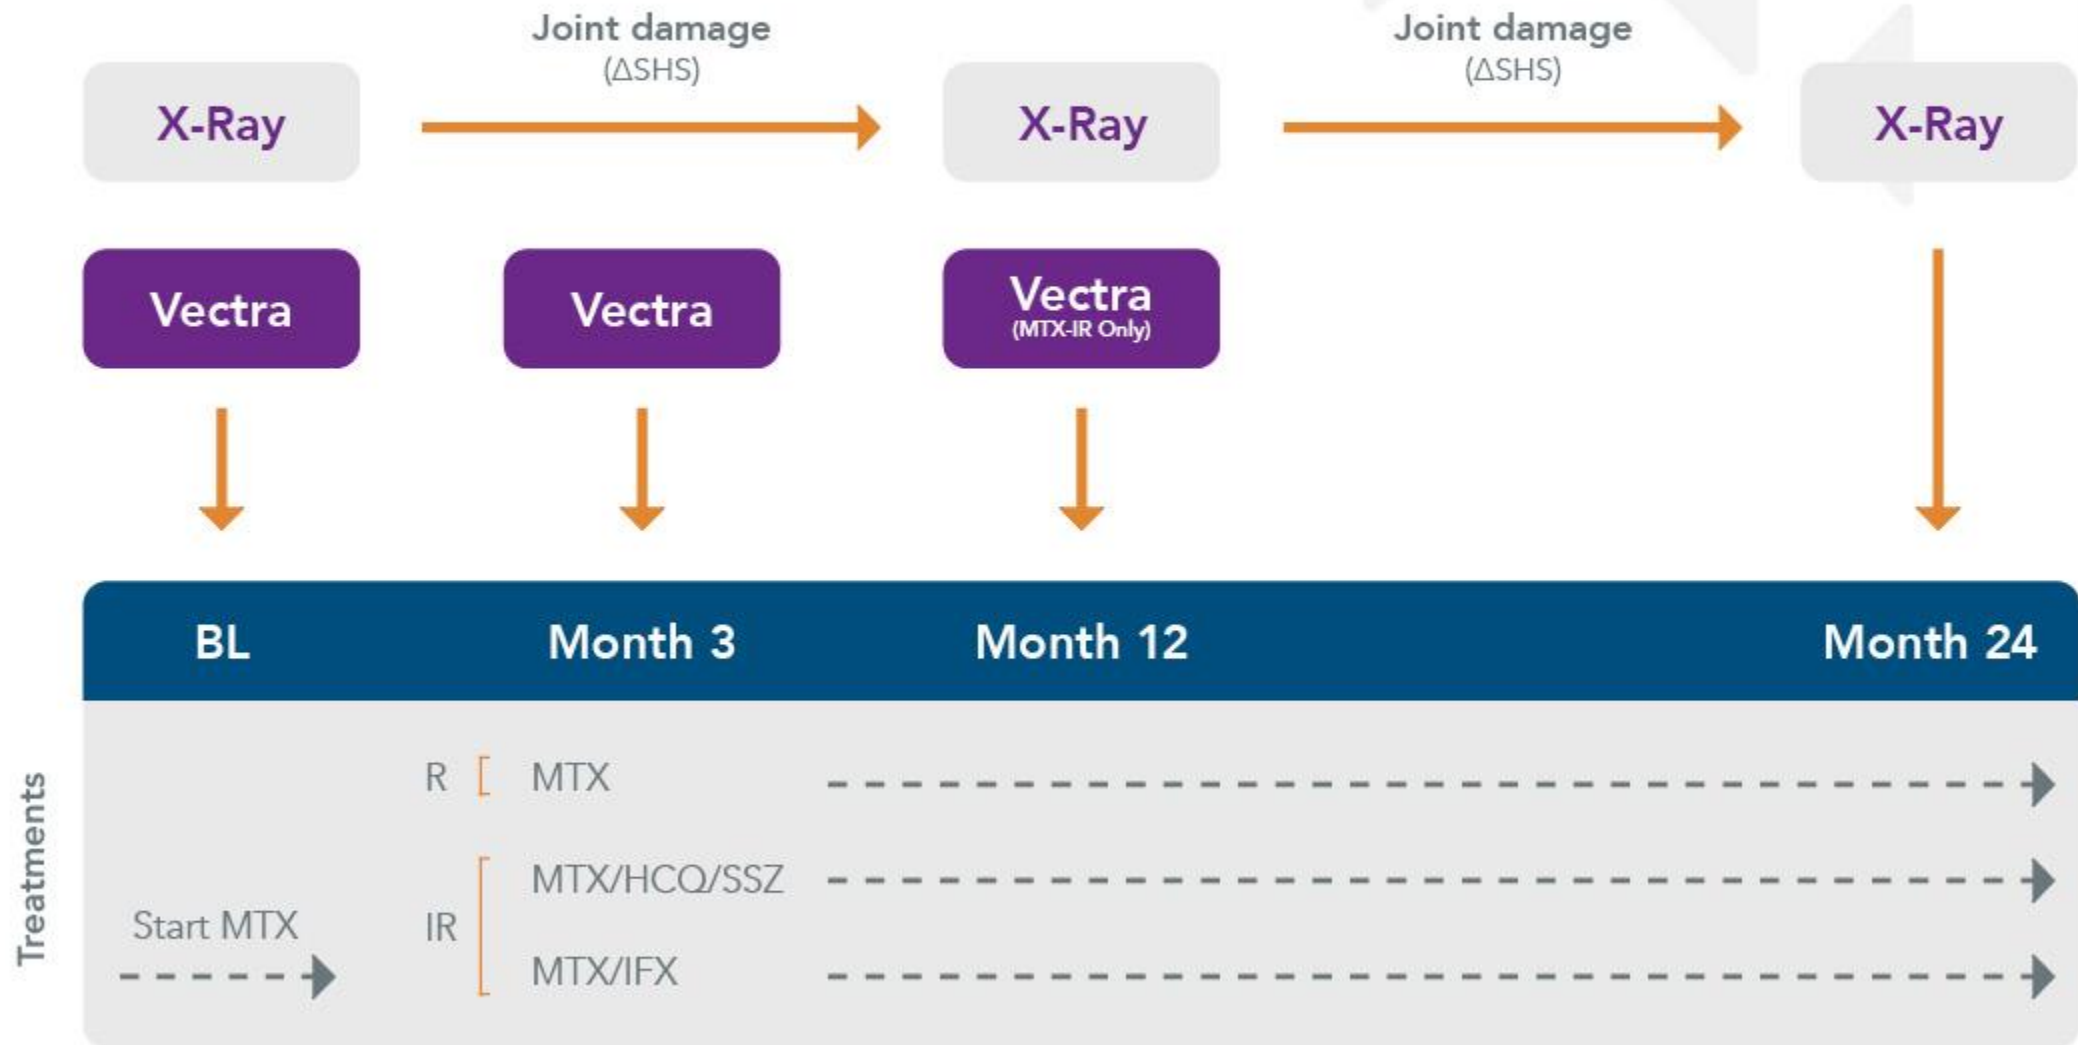 Joint damage
(ΔSHS)
Joint damage
(ΔSHS)
X-Ray
X-Ray
X-Ray
Vectra
Vectra
Vectra
(MTX-IR Only)
BL
Month 3
Month 12
Month 24
Treatments
R
MTX
MTX/HCQ/SSZ
Start MTX
IR
MTX/IFX